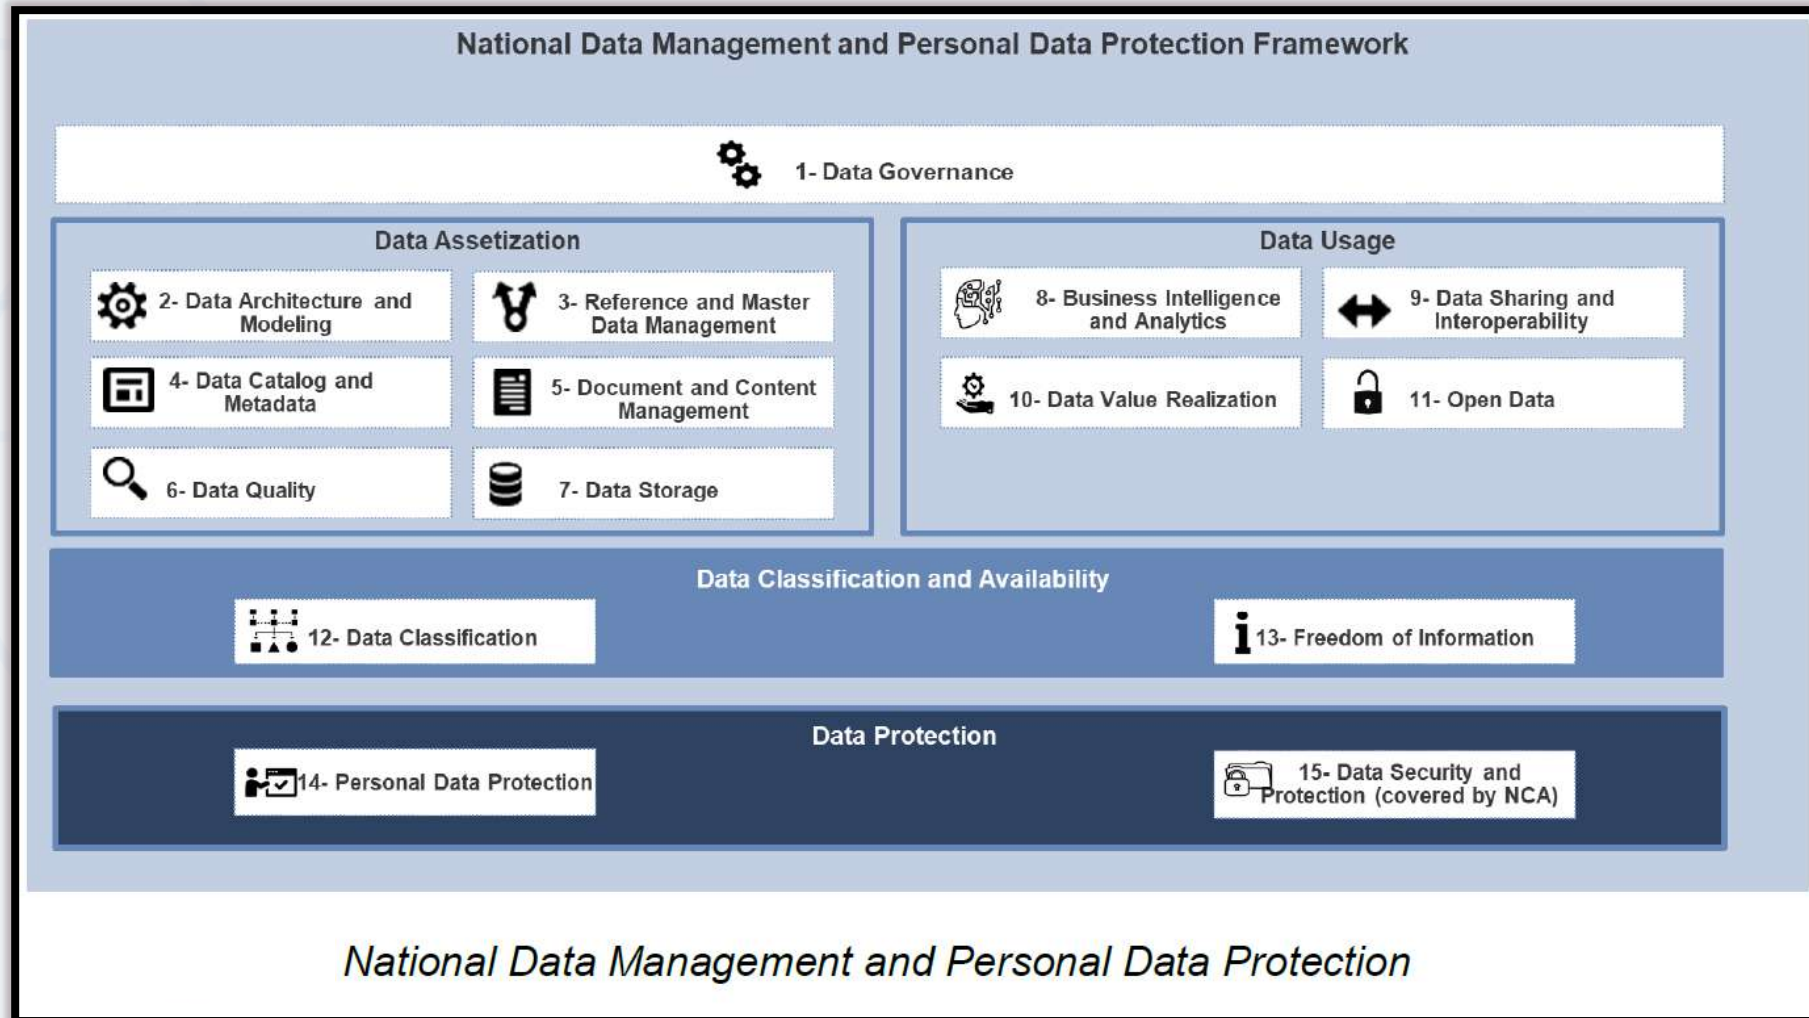 National Data Management and Personal Data Protection Framework
1- Data Governance
Data Assetization
2- Data Architecture and
Modeling
3- Reference and Master
Data Management
4- Data Catalog and
Metadata
5- Document and Content
Management
6- Data Quality
7- Data Storage
Data Usage
8- Business Intelligence
and Analytics
9- Data Sharing and
Interoperability
10- Data Value Realization
11- Open Data
Data Classification and Availability
12- Data Classification
13- Freedom of Information
Data Protection
14- Personal Data Protection
15- Data Security and
Protection (covered by NCA)
National Data Management and Personal Data Protection